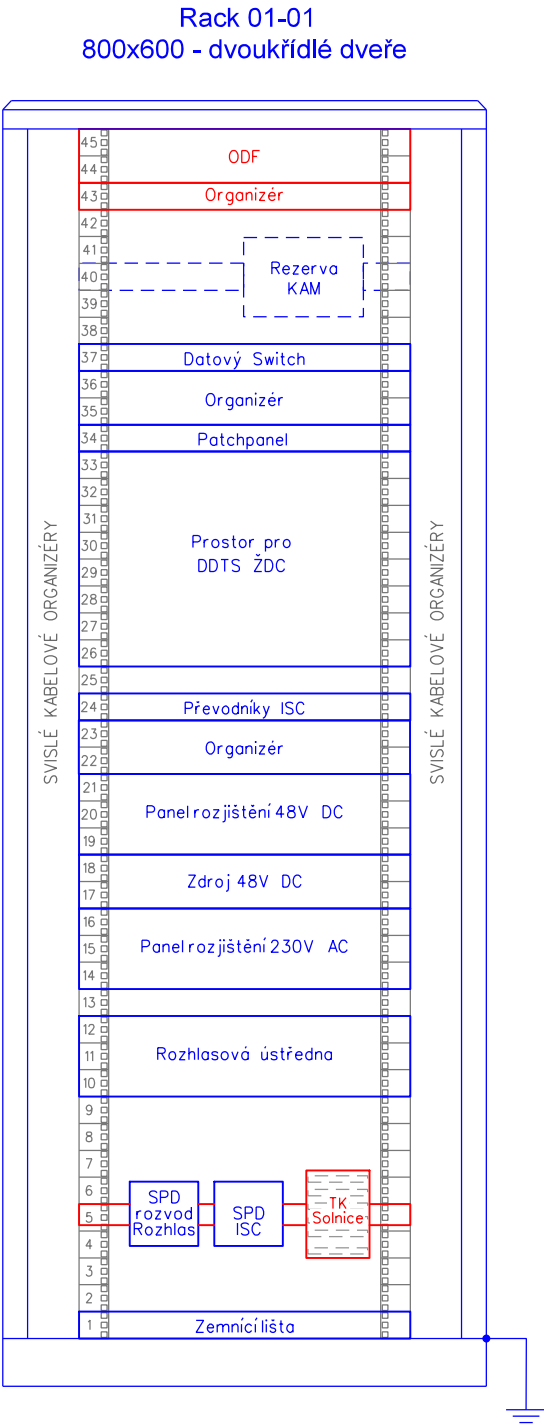 Rack 01-01
800x600 - dvoukřídlé dveře
45
ODF
44
43
Organizér
42
41
Rezerva
KAM
40
39
38
37
Datový Switch
36
Organizér
35
34
Patchpanel
33
32
31
30
Prostor pro
DDTS ŽDC
29
28
27
26
25
24
Převodníky ISC
23
Organizér
22
21
20
Panel rozjištění 48V DC
19
18
Zdroj 48V DC
17
16
15
Panel rozjištění 230V AC
14
13
12
11
Rozhlasová ústředna
10
9
8
7
6
SPD
rozvod
Rozhlas
SPD
ISC
TK
Solnice
5
4
3
2
1
Zemnící lišta
SVISLÉ KABELOVÉ ORGANIZÉRY
SVISLÉ KABELOVÉ ORGANIZÉRY